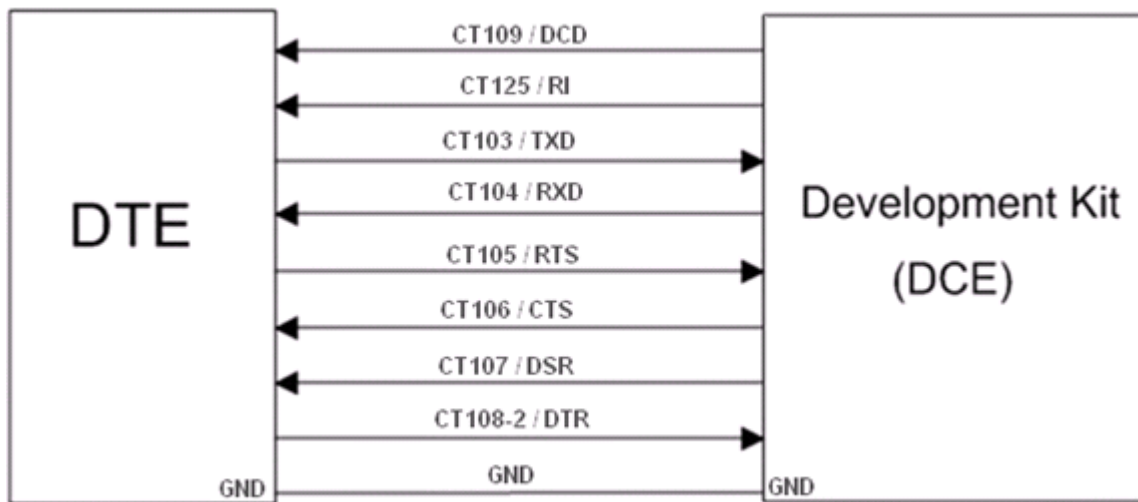 CT109 / DCD
CT125 / RI
CT103 / TXD
CT104 / RXD
DTE
Development Kit
(DCE)
CT105 / RTS
CT106 / CTS
CT107 / DSR
CT108-2 / DTR
GND
GND
GND